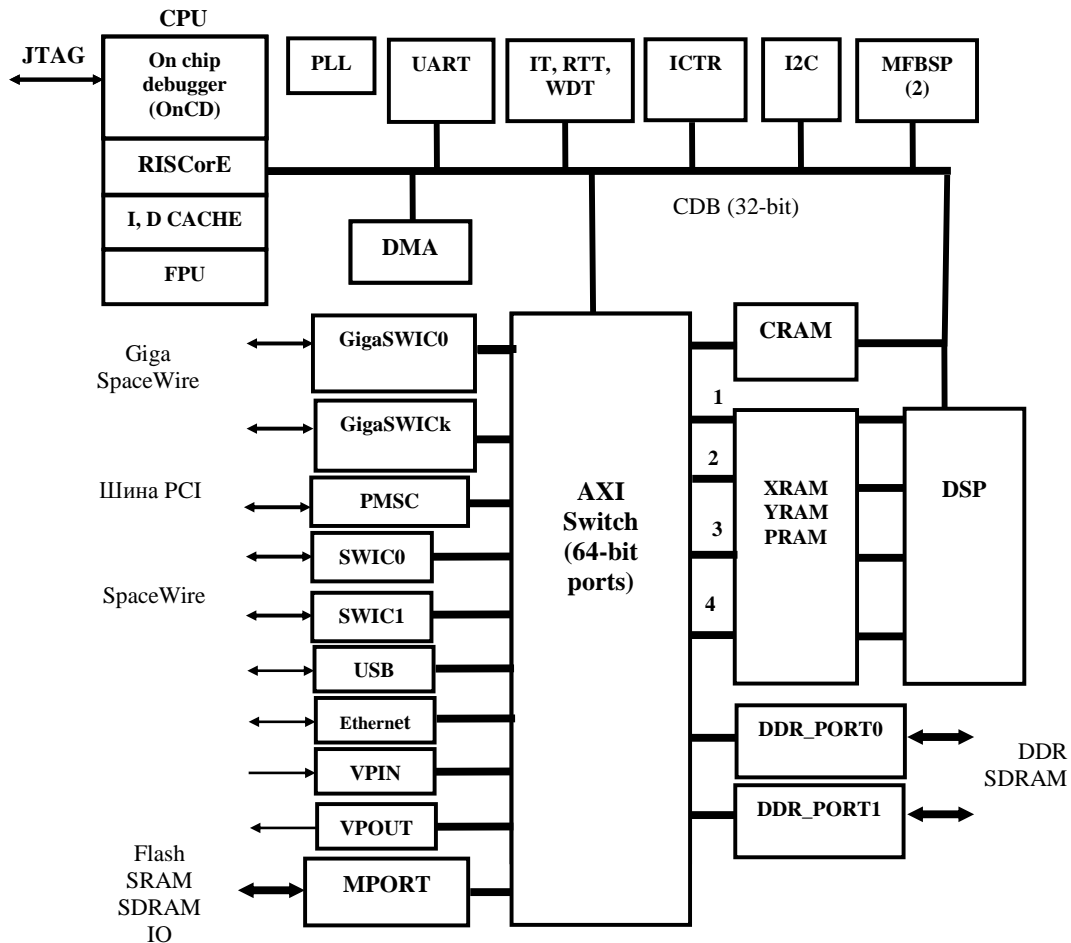 CPU
JTAG
On chip
debugger
(OnCD)
RISCorE
I, D CACHE
FPU
PLL
UART
IT, RTT,
WDT
ICTR
I2C
MFBSP
(2)
CDB (32-bit)
DMA
Giga
SpaceWire
Шина PCI
SpaceWire
Flash
SRAM
SDRAM
IO
GigaSWIC0
GigaSWICk
PMSC
SWIC0
SWIC1
USB
Ethernet
VPIN
VPOUT
MPORT
AXI
Switch
(64-bit
ports)
1
2
3
4
CRAM
XRAM
YRAM
PRAM
DSP
DDR_PORT0
DDR_PORT1
DDR
SDRAM